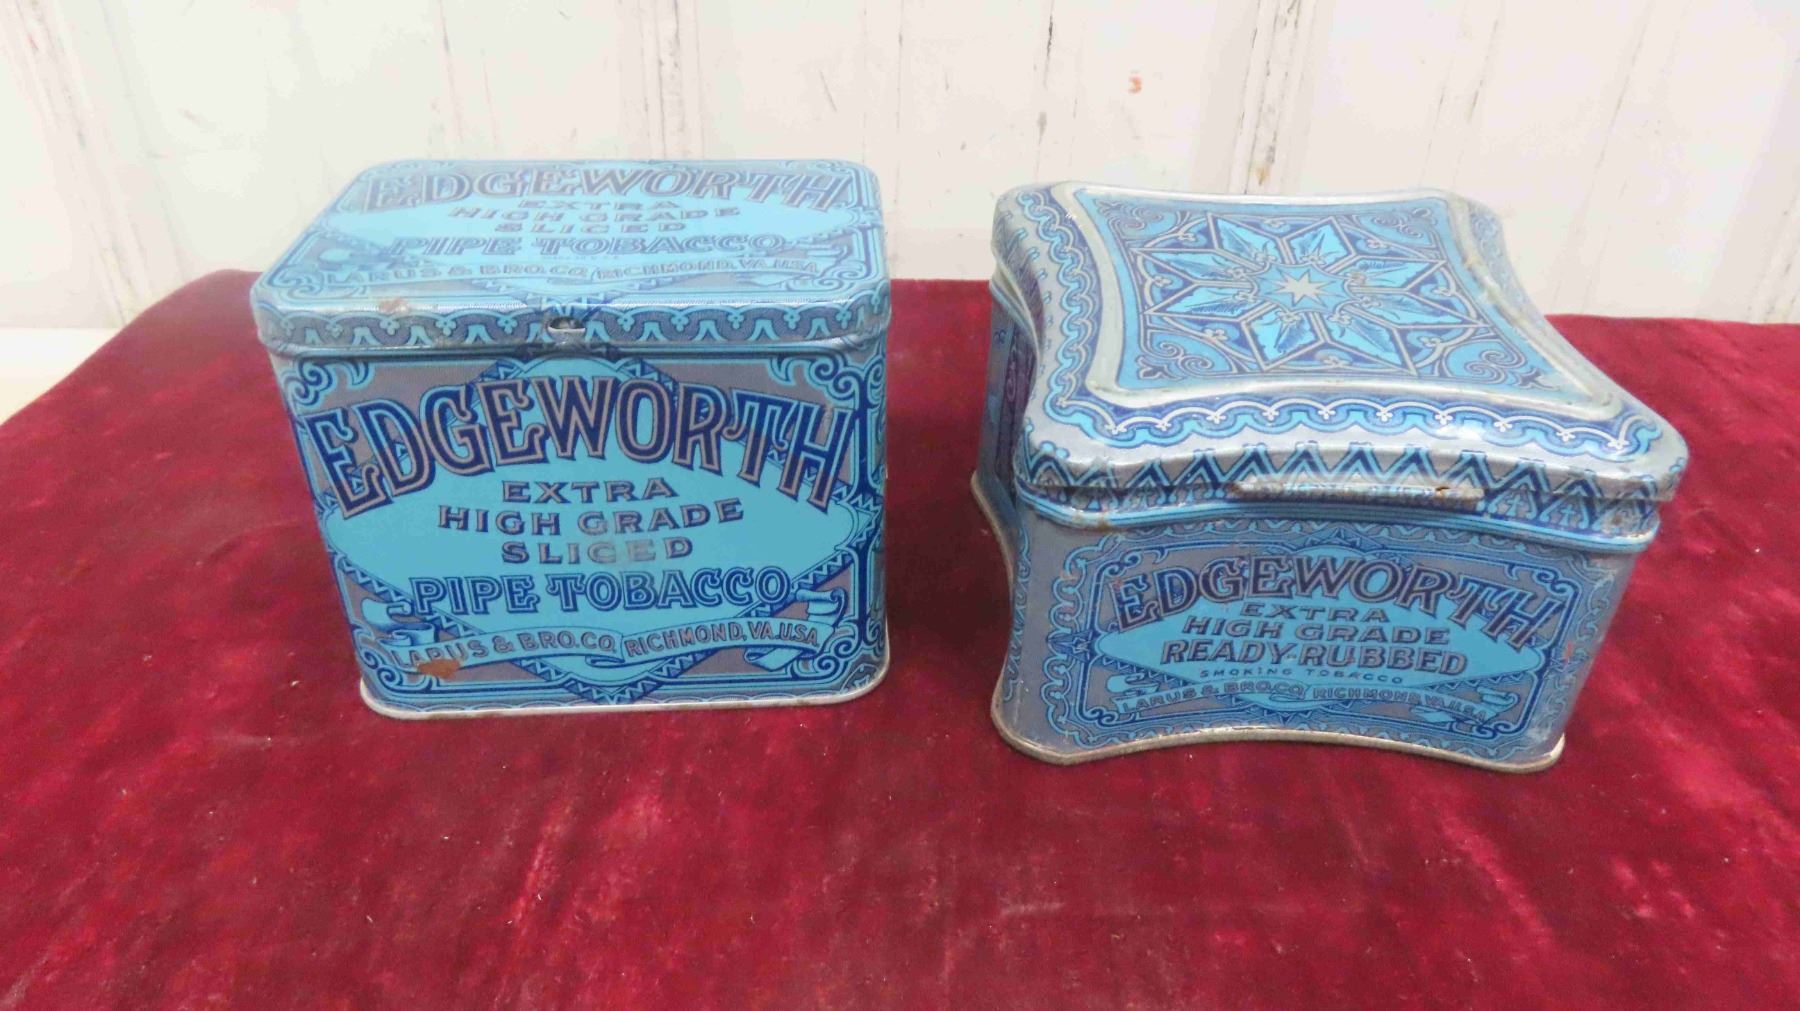 EDGEWORTH
EXTRA
HIGH GRADE
SLICED
PIPE TOBACCO
LARUS & BRO. CO. RICHMOND, VA. U.S.A.
EDGEWORTH
EXTRA
HIGH GRADE
SLICED
PIPE TOBACCO
LARUS & BRO. CO. RICHMOND, VA. U.S.A.
EDGEWORTH
EXTRA
HIGH GRADE
READY-RUBBED
SMOKING TOBACCO
LARUS & BRO. CO. RICHMOND, VA. U.S.A.